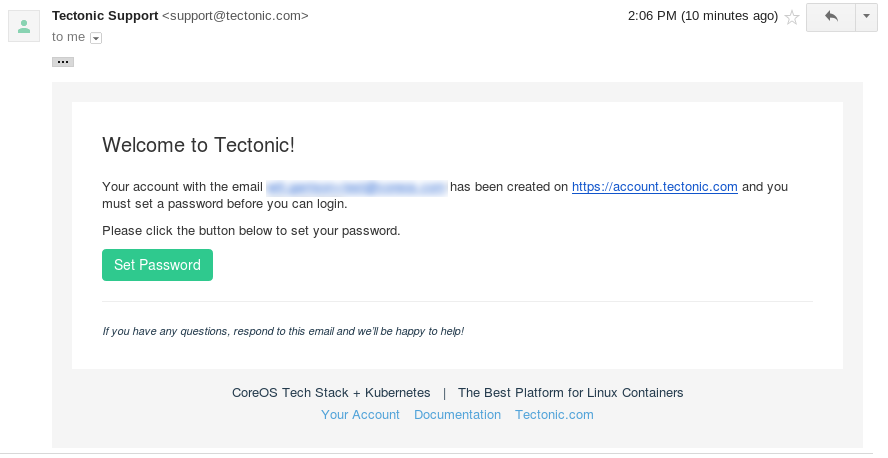 Tectonic Support <support@tectonic.com> 2:06 PM (10 minutes ago)
to me
Welcome to Tectonic!
Your account with the email has been created on https://account.tectonic.com and you
must set a password before you can login.
Please click the button below to set your password.
Set Password
If you have any questions, respond to this email and we'll be happy to help!
CoreOS Tech Stack + Kubernetes | The Best Platform for Linux Containers
Your Account Documentation Tectonic.com